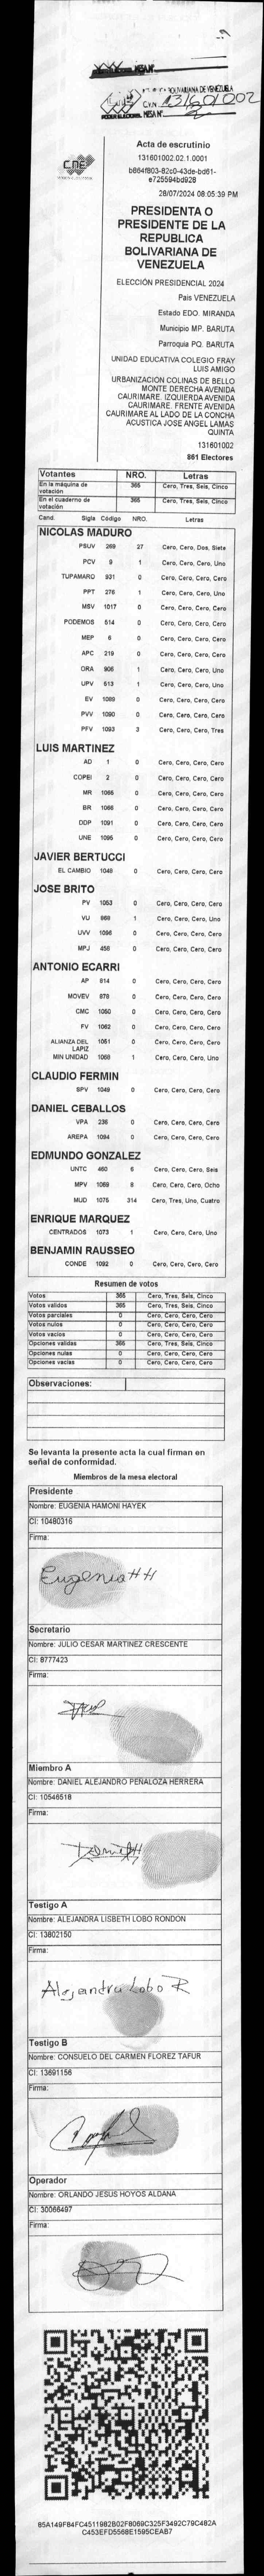 REPUBLICA BOLIVARIANA DE VENEZUELA
C.V.N. 131601002
PODER ELECTORAL MESA Nº 2
CNE
Acta de escrutinio
131601002.02.1.0001
b864f803-82c0-43de-bd61-
e725594bd928
28/07/2024 08:05:39 PM
PRESIDENTA O
PRESIDENTE DE LA
REPUBLICA
BOLIVARIANA DE
VENEZUELA
ELECCIÓN PRESIDENCIAL 2024
Pais VENEZUELA
Estado EDO. MIRANDA
Municipio MP. BARUTA
Parroquia PQ. BARUTA
UNIDAD EDUCATIVA COLEGIO FRAY
LUIS AMIGO
URBANIZACION COLINAS DE BELLO
MONTE DERECHA AVENIDA
CAURIMARE. IZQUIERDA AVENIDA
CAURIMARE. FRENTE AVENIDA
CAURIMARE AL LADO DE LA CONCHA
ACUSTICA JOSE ANGEL LAMAS
QUINTA
131601002
861 Electores
Votantes NRO. Letras
En la máquina de votación 365 Cero, Tres, Seis, Cinco
En el cuaderno de votación 365 Cero, Tres, Seis, Cinco
Cand. Sigla Código NRO. Letras
NICOLAS MADURO
PSUV 269 27 Cero, Cero, Dos, Siete
PCV 9 1 Cero, Cero, Cero, Uno
TUPAMARO 831 0 Cero, Cero, Cero, Cero
PPT 276 1 Cero, Cero, Cero, Uno
MSV 1017 0 Cero, Cero, Cero, Cero
PODEMOS 514 0 Cero, Cero, Cero, Cero
MEP 6 0 Cero, Cero, Cero, Cero
APC 219 0 Cero, Cero, Cero, Cero
ORA 906 1 Cero, Cero, Cero, Uno
UPV 513 1 Cero, Cero, Cero, Uno
EV 1089 0 Cero, Cero, Cero, Cero
PVV 1090 0 Cero, Cero, Cero, Cero
PFV 1093 3 Cero, Cero, Cero, Tres
LUIS MARTINEZ
AD 1 0 Cero, Cero, Cero, Cero
COPEI 2 0 Cero, Cero, Cero, Cero
MR 1066 0 Cero, Cero, Cero, Cero
BR 1066 0 Cero, Cero, Cero, Cero
DDP 1091 0 Cero, Cero, Cero, Cero
UNE 1095 0 Cero, Cero, Cero, Cero
JAVIER BERTUCCI
EL CAMBIO 1048 0 Cero, Cero, Cero, Cero
JOSE BRITO
PV 1053 0 Cero, Cero, Cero, Cero
VU 868 1 Cero, Cero, Cero, Uno
UVV 1096 0 Cero, Cero, Cero, Cero
MPJ 456 0 Cero, Cero, Cero, Cero
ANTONIO ECARRI
AP 814 0 Cero, Cero, Cero, Cero
MOVEV 978 0 Cero, Cero, Cero, Cero
CMC 1050 0 Cero, Cero, Cero, Cero
FV 1062 0 Cero, Cero, Cero, Cero
ALIANZA DEL LAPIZ 1051 0 Cero, Cero, Cero, Cero
MIN UNIDAD 1058 1 Cero, Cero, Cero, Uno
CLAUDIO FERMIN
SPV 1049 0 Cero, Cero, Cero, Cero
DANIEL CEBALLOS
VPA 236 0 Cero, Cero, Cero, Cero
AREPA 1094 0 Cero, Cero, Cero, Cero
EDMUNDO GONZALEZ
UNTC 460 6 Cero, Cero, Cero, Seis
MPV 1069 8 Cero, Cero, Cero, Ocho
MUD 1075 314 Cero, Tres, Uno, Cuatro
ENRIQUE MARQUEZ
CENTRADOS 1073 1 Cero, Cero, Cero, Uno
BENJAMIN RAUSSEO
CONDE 1092 0 Cero, Cero, Cero, Cero
Resumen de votos
Votos 365 Cero, Tres, Seis, Cinco
Votos validos 365 Cero, Tres, Seis, Cinco
Votos parciales 0 Cero, Cero, Cero, Cero
Votos nulos 0 Cero, Cero, Cero, Cero
Votos vacios 0 Cero, Cero, Cero, Cero
Opciones validas 365 Cero, Tres, Seis, Cinco
Opciones nulas 0 Cero, Cero, Cero, Cero
Opciones vacias 0 Cero, Cero, Cero, Cero
Observaciones:
Se levanta la presente acta la cual firman en
señal de conformidad.
Miembros de la mesa electoral
Presidente
Nombre: EUGENIA HAMONI HAYEK
CI: 10480316
Firma:
Eugenia HH
Secretario
Nombre: JULIO CESAR MARTINEZ CRESCENTE
CI: 8777423
Firma:
Miembro A
Nombre: DANIEL ALEJANDRO PEÑALOZA HERRERA
CI: 10546518
Firma:
Testigo A
Nombre: ALEJANDRA LISBETH LOBO RONDON
CI: 13802150
Firma:
Alejandra Lobo R
Testigo B
Nombre: CONSUELO DEL CARMEN FLOREZ TAFUR
CI: 13691156
Firma:
Operador
Nombre: ORLANDO JESUS HOYOS ALDANA
CI: 30066497
Firma:
85A149F84FC4511982B02F8069C325F3492C79C482A
C453EFD5568E1595CEAB7